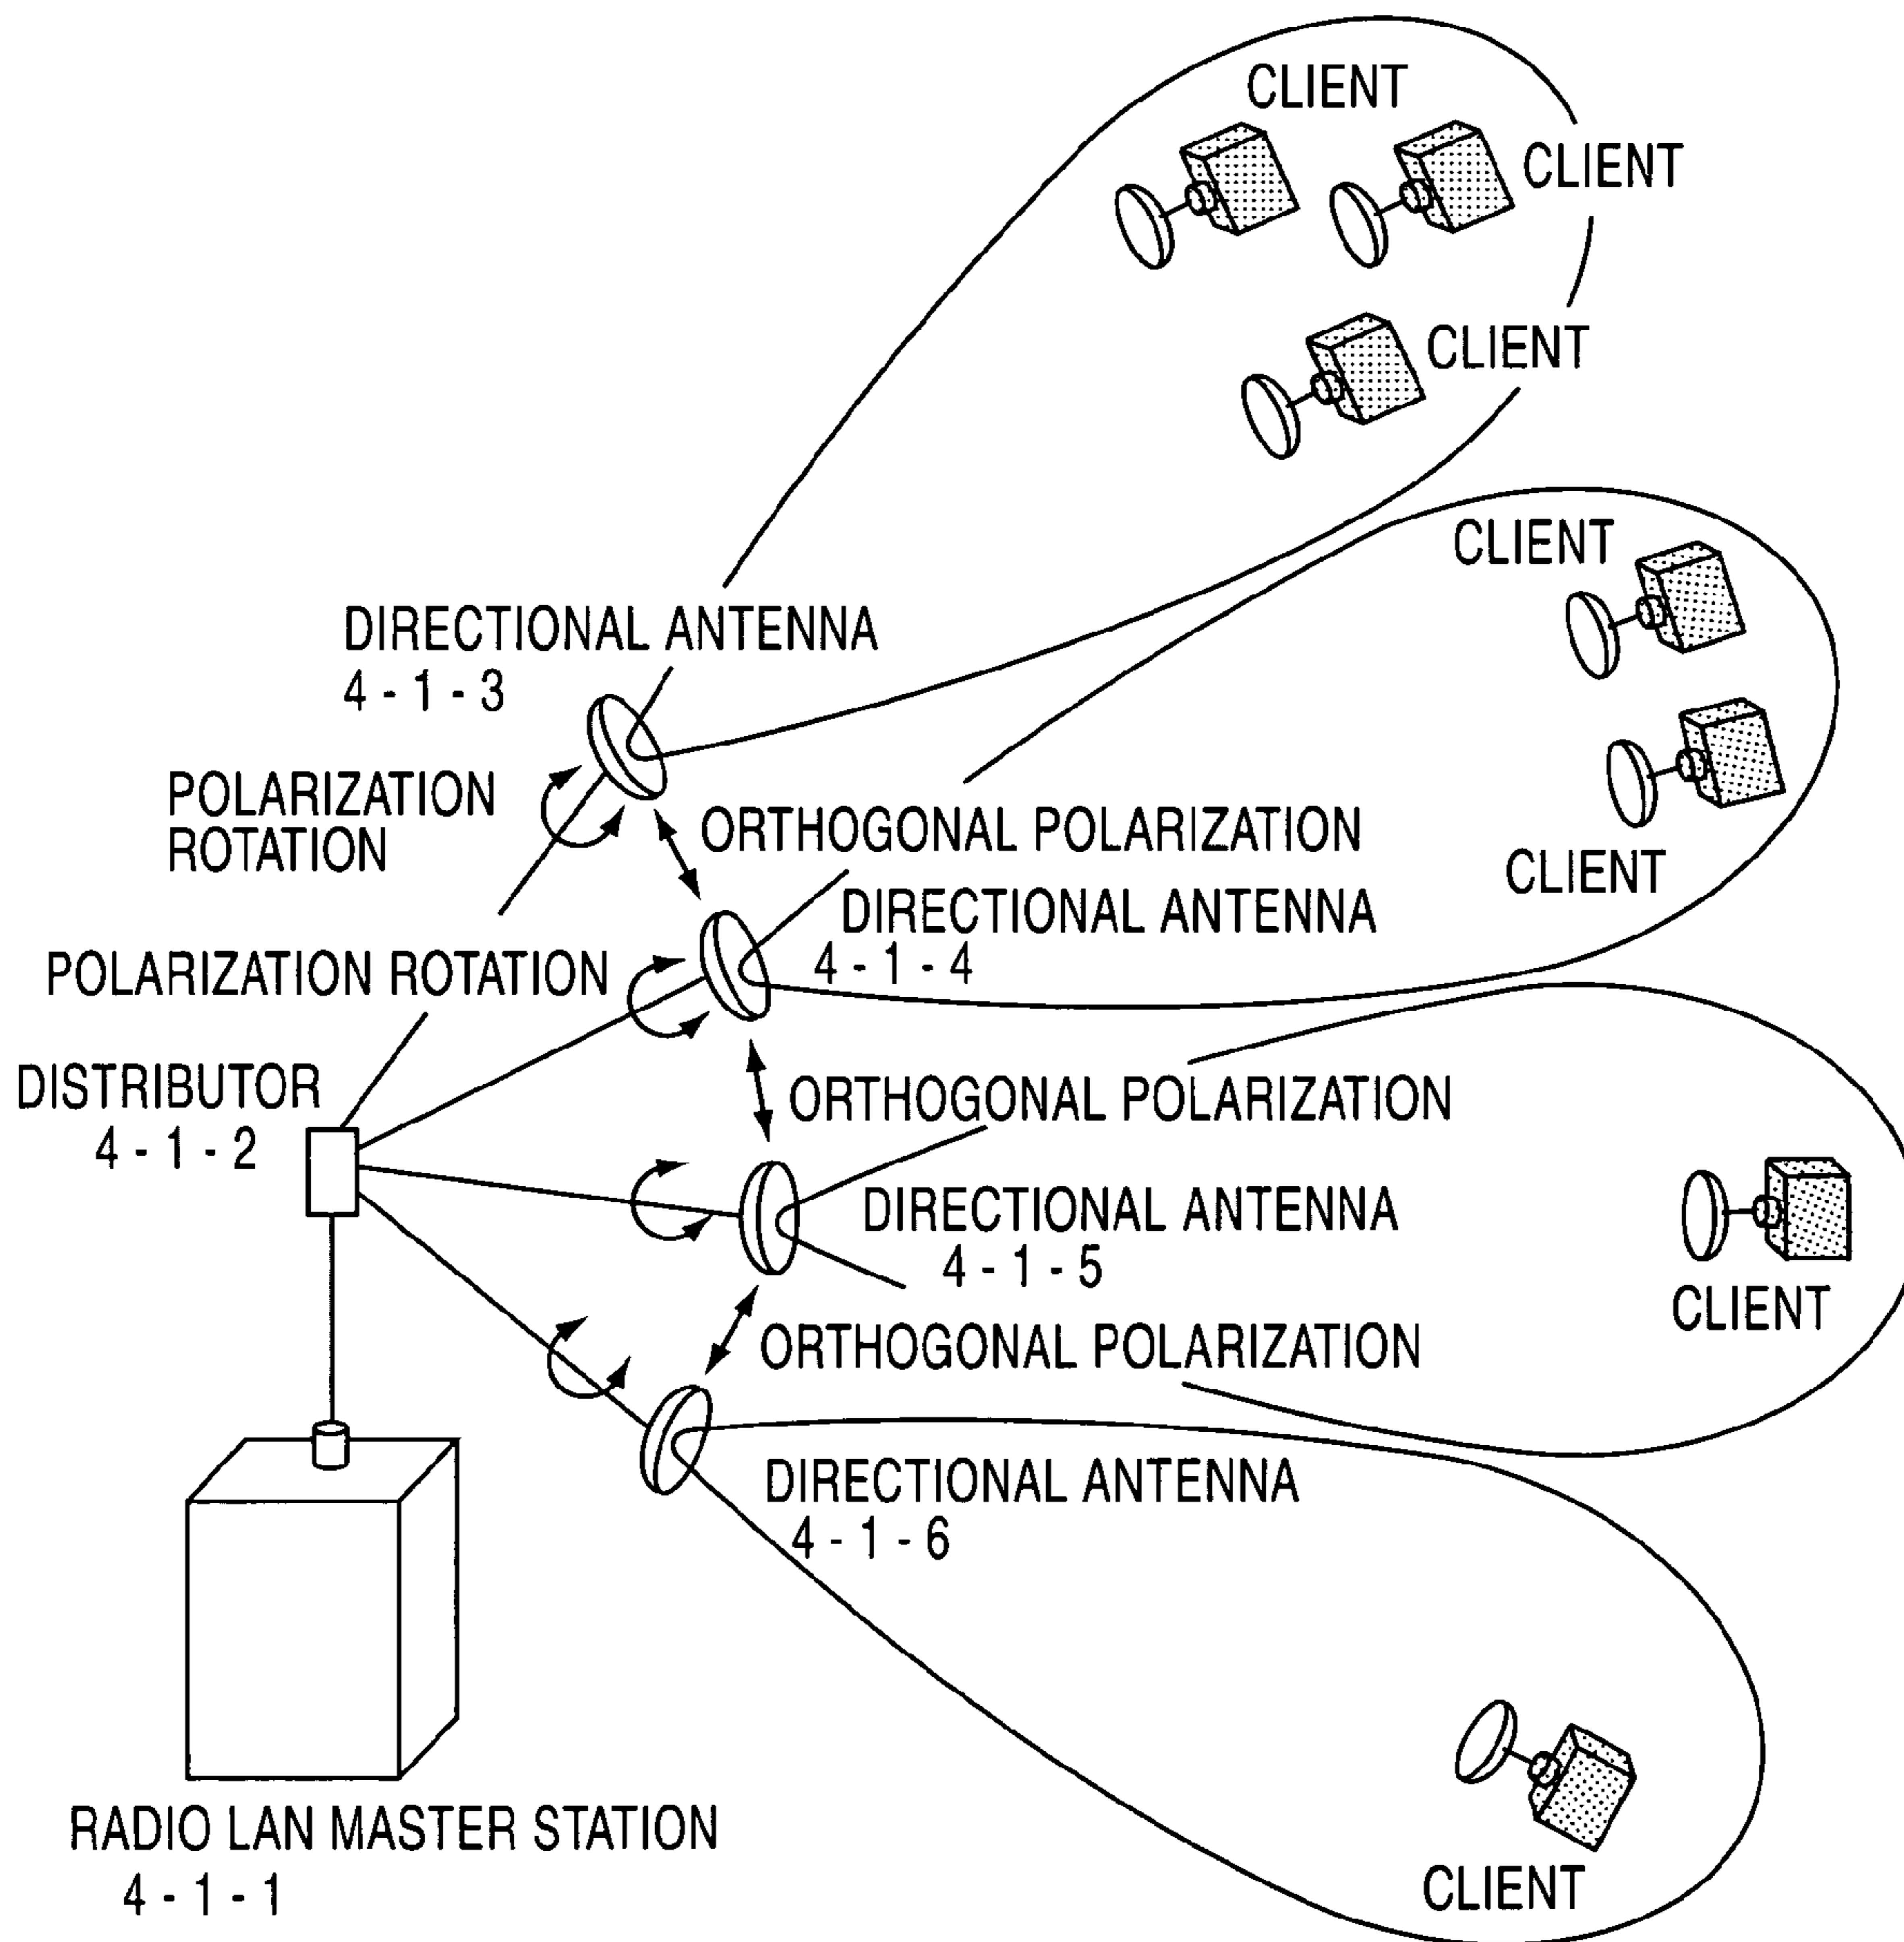 CLIENT
CLIENT
CLIENT
CLIENT
DIRECTIONAL ANTENNA
4 - 1 - 3
POLARIZATION
ROTATION
ORTHOGONAL POLARIZATION
CLIENT
DIRECTIONAL ANTENNA
4 - 1 - 4
POLARIZATION ROTATION
DISTRIBUTOR
4 - 1 - 2
ORTHOGONAL POLARIZATION
DIRECTIONAL ANTENNA
4 - 1 - 5
CLIENT
ORTHOGONAL POLARIZATION
DIRECTIONAL ANTENNA
4 - 1 - 6
RADIO LAN MASTER STATION
4 - 1 - 1
CLIENT